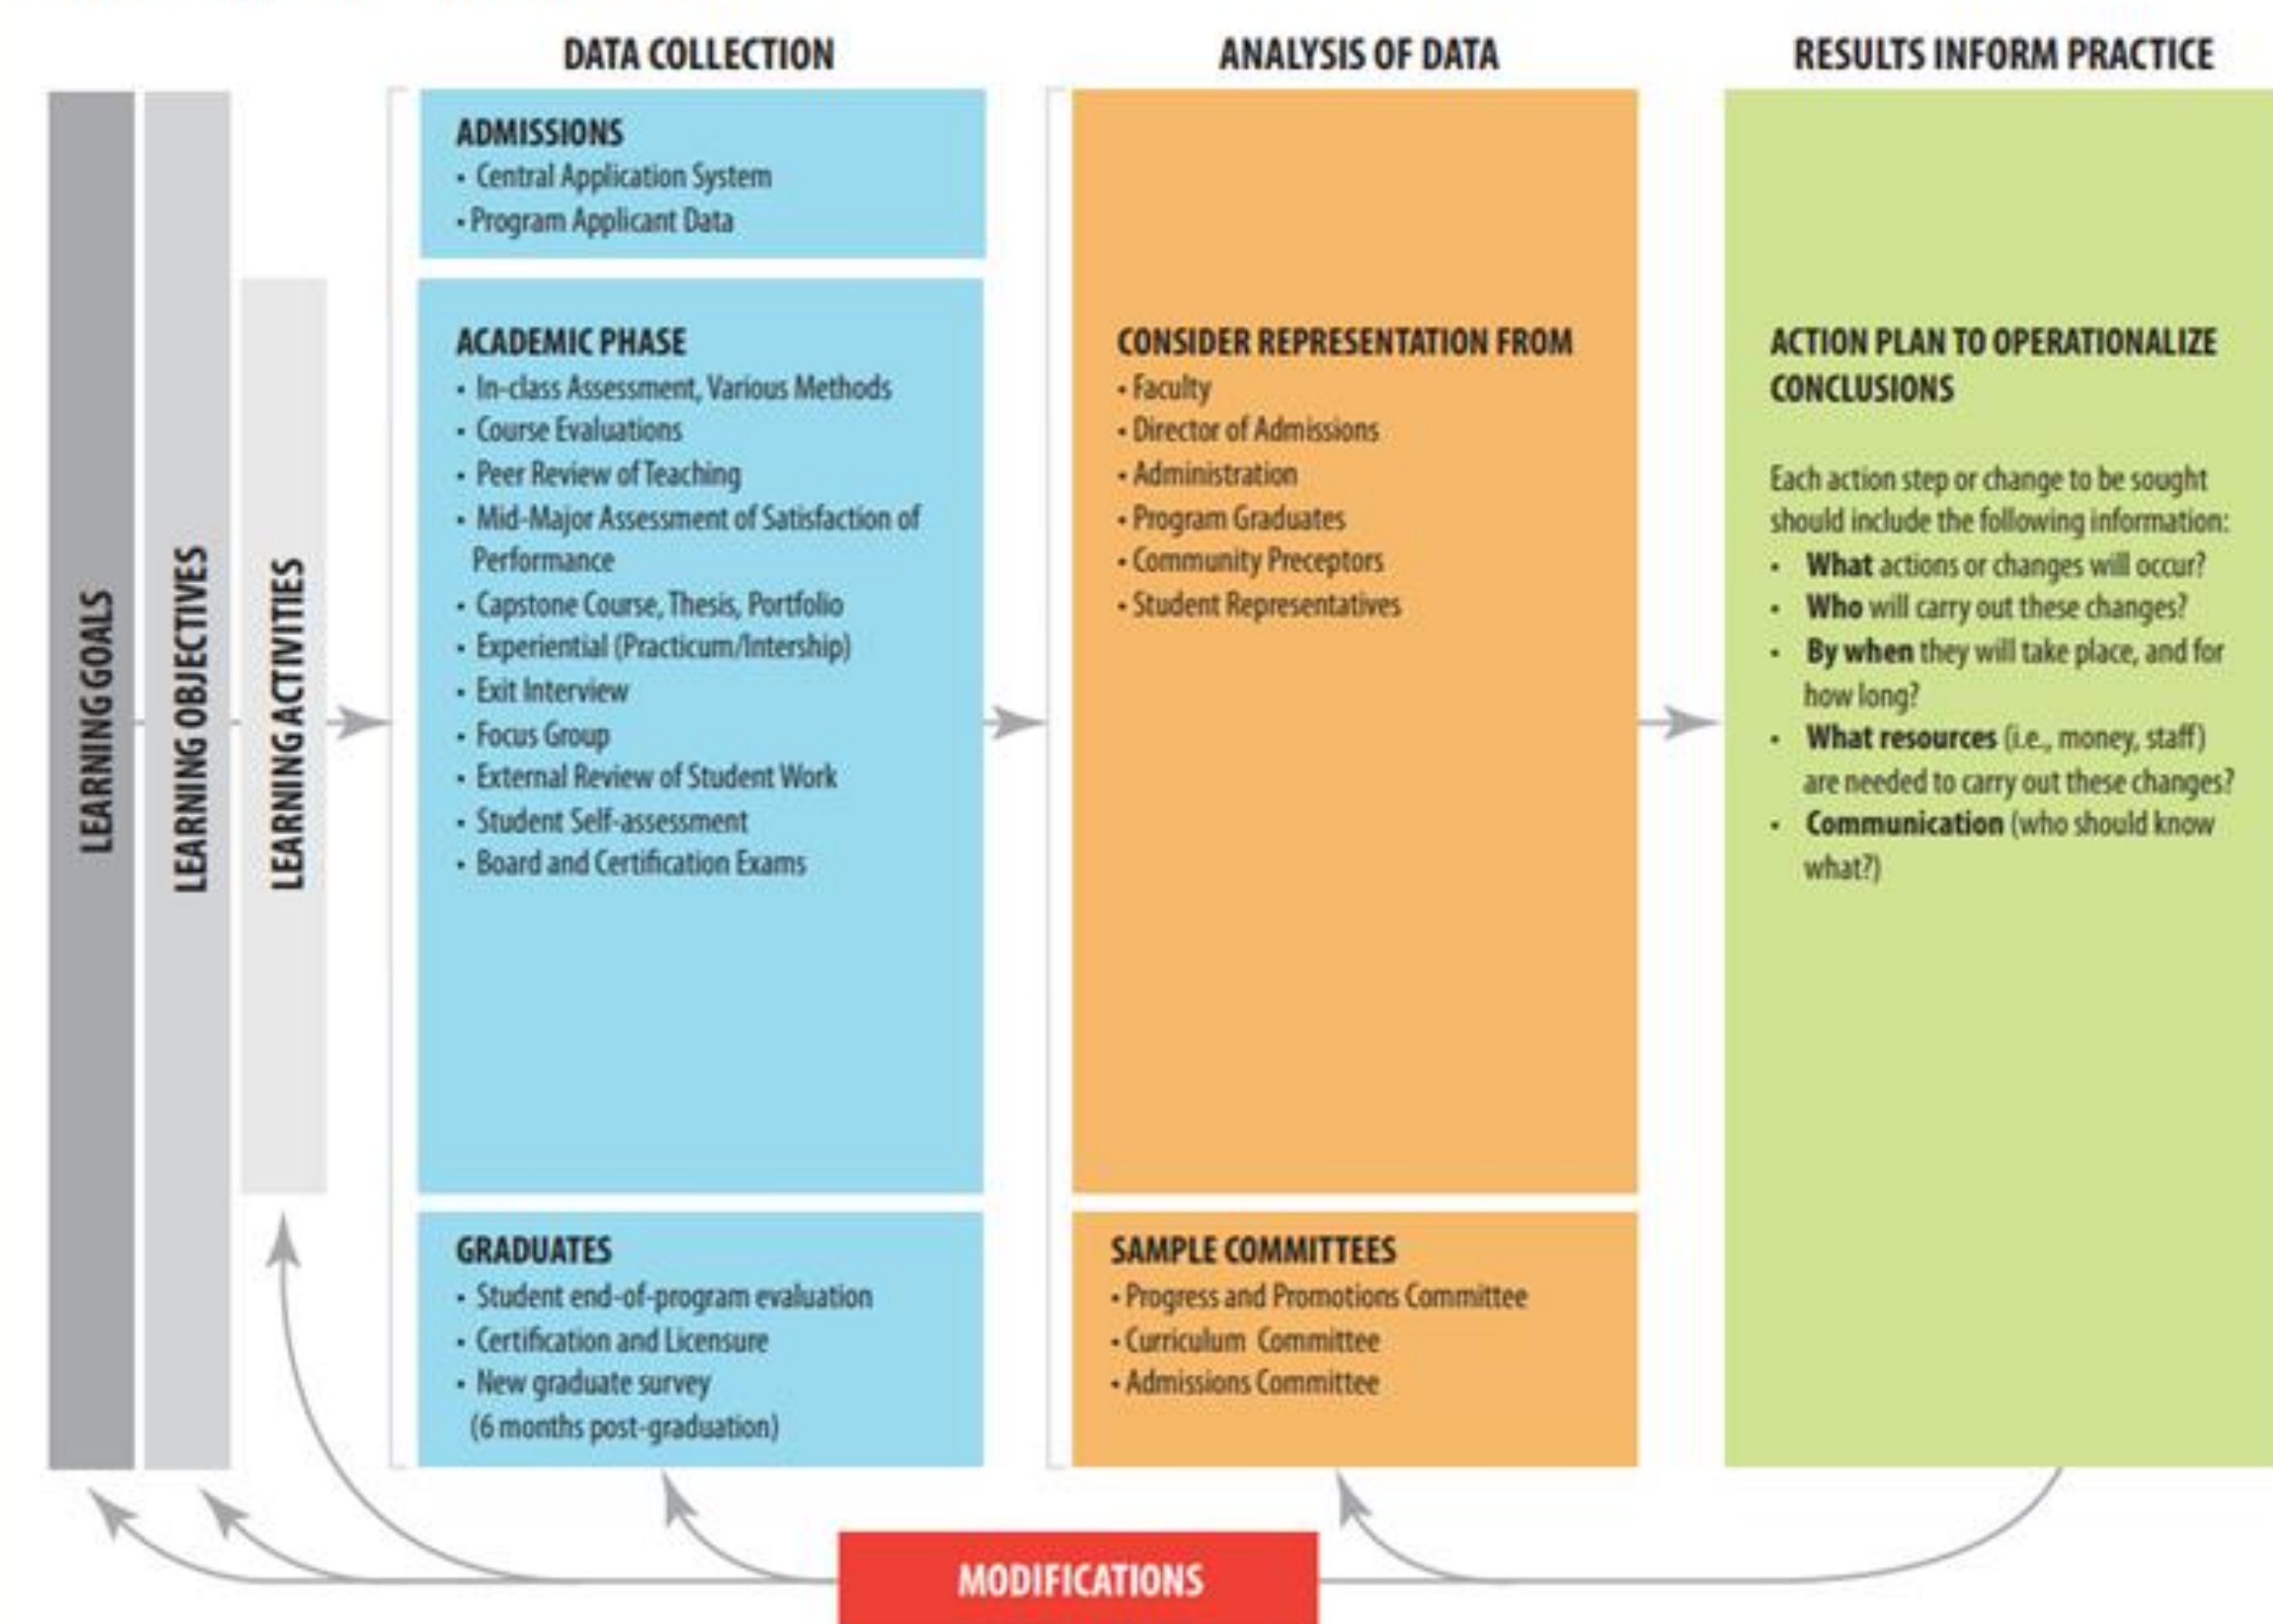 DATA COLLECTION
ANALYSIS OF DATA
RESULTS INFORM PRACTICE
LEARNING GOALS
LEARNING OBJECTIVES
LEARNING ACTIVITIES
ADMISSIONS
• Central Application System
• Program Applicant Data
ACADEMIC PHASE
• In-class Assessment, Various Methods
• Course Evaluations
• Peer Review of Teaching
• Mid-Major Assessment of Satisfaction of
Performance
• Capstone Course, Thesis, Portfolio
• Experiential (Practicum/Intership)
• Exit Interview
• Focus Group
• External Review of Student Work
• Student Self-assessment
• Board and Certification Exams
GRADUATES
• Student end-of-program evaluation
• Certification and Licensure
• New graduate survey
(6 months post-graduation)
CONSIDER REPRESENTATION FROM
• Faculty
• Director of Admissions
• Administration
• Program Graduates
• Community Preceptors
• Student Representatives
SAMPLE COMMITTEES
• Progress and Promotions Committee
• Curriculum Committee
• Admissions Committee
ACTION PLAN TO OPERATIONALIZE
CONCLUSIONS
Each action step or change to be sought
should include the following information:
• What actions or changes will occur?
• Who will carry out these changes?
• By when they will take place, and for
how long?
• What resources (i.e., money, staff)
are needed to carry out these changes?
• Communication (who should know
what?)
MODIFICATIONS